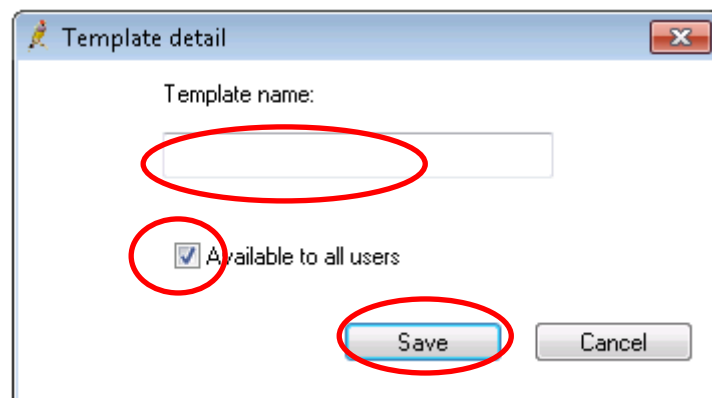 Template detail
Template name:
Available to all users
Save Cancel